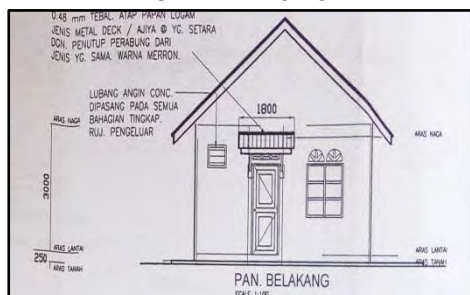 0.48 mm TEBAL. ATAP PAPAN LOGAM
JENIS METAL DECK / AJIYA @ YG. SETARA
DGN. PENUTUP PERABUNG DARI
JENIS YG. SAMA. WARNA MERRON.
LUBANG ANGIN CONC.
DIPASANG PADA SEMUA
BAHAGIAN TINGKAP.
RUJ. PENGELUAR
1800
ARAS NAGA
ARAS NAGA
3000
ARAS LANTAI
ARAS LANTAI
250
ARAS TANAH
ARAS TANAH
PAN. BELAKANG
SCALE 1:100